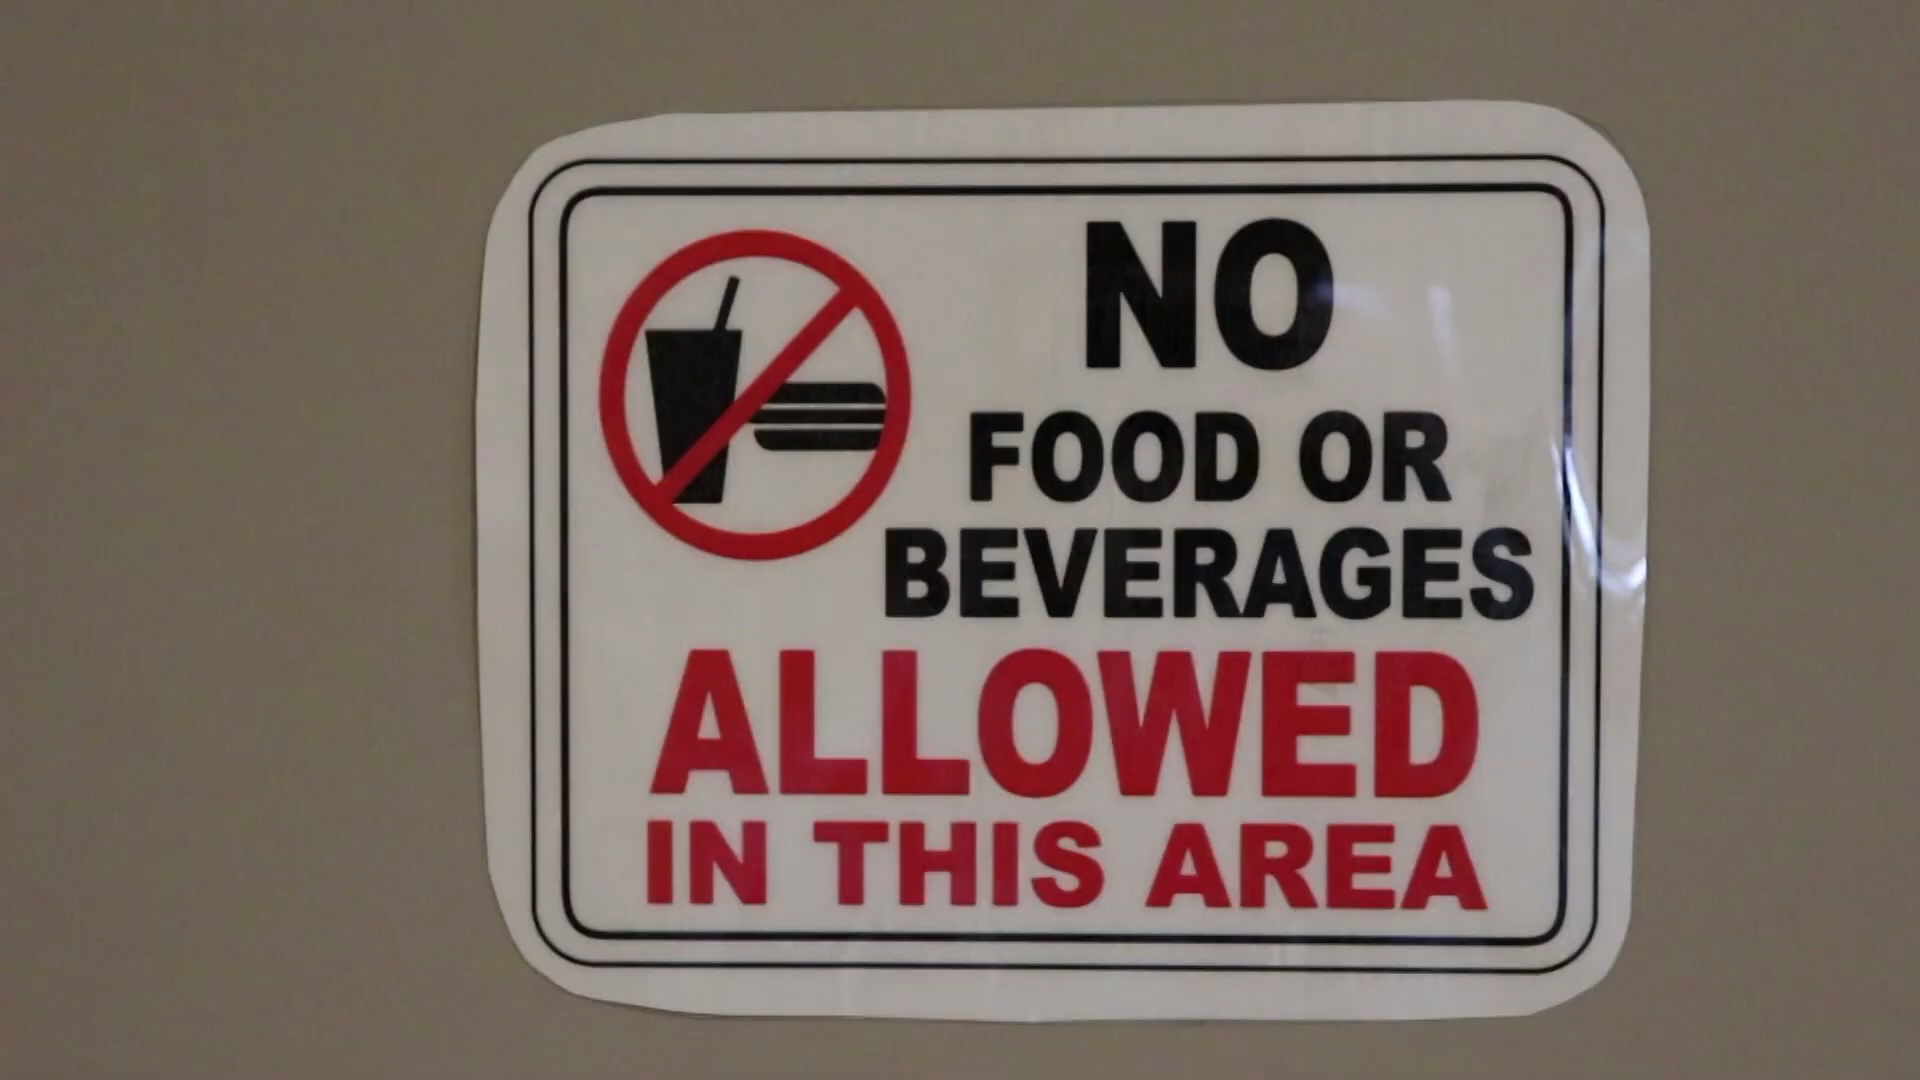 NO
FOOD OR
BEVERAGES
ALLOWED
IN THIS AREA